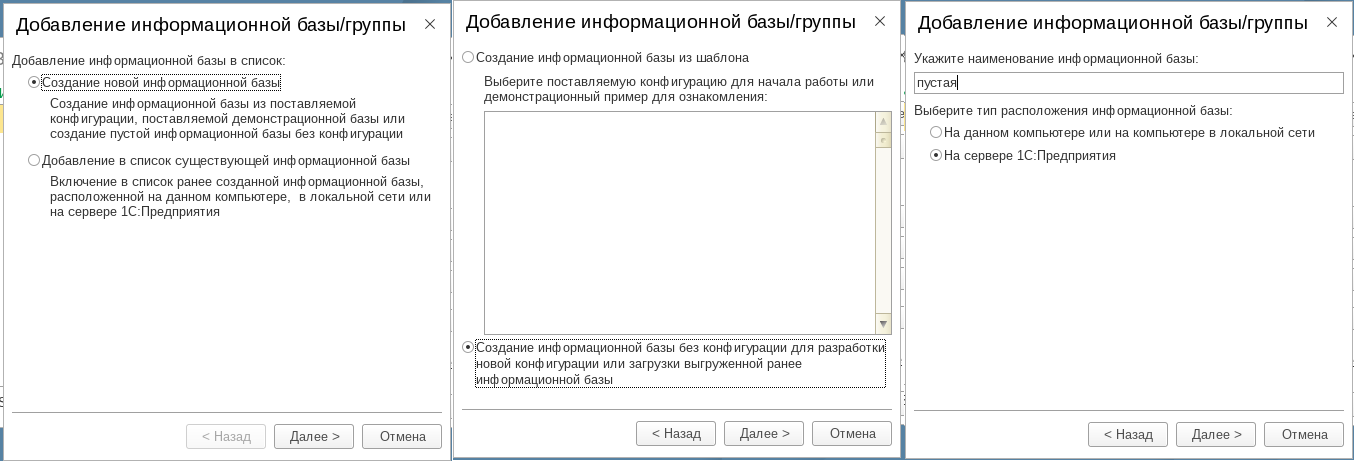 Добавление информационной базы/группы
Добавление информационной базы в список:
Создание новой информационной базы
Создание информационной базы из поставляемой
конфигурации, поставляемой демонстрационной базы или
создание пустой информационной базы без конфигурации
Добавление в список существующей информационной базы
Включение в список ранее созданной информационной базы,
расположенной на данном компьютере,  в локальной сети или
на сервере 1С:Предприятия
< Назад
Далее >
Отмена
Добавление информационной базы/группы
Создание информационной базы из шаблона
Выберите поставляемую конфигурацию для начала работы или
демонстрационный пример для ознакомления:
Создание информационной базы без конфигурации для разработки
новой конфигурации или загрузки выгруженной ранее
информационной базы
< Назад
Далее >
Отмена
Добавление информационной базы/группы
Укажите наименование информационной базы:
пустая
Выберите тип расположения информационной базы:
На данном компьютере или на компьютере в локальной сети
На сервере 1С:Предприятия
< Назад
Далее >
Отмена